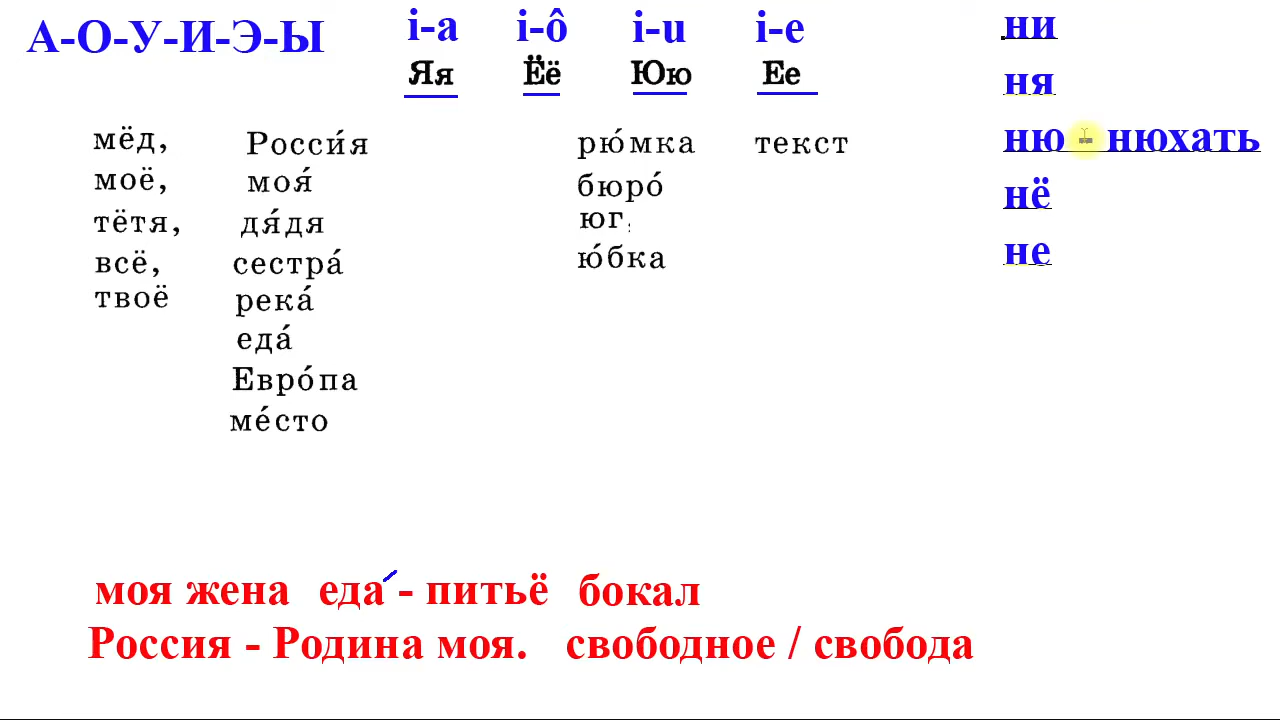 А-О-У-И-Э-Ы
i-a i-ô i-u i-e
Яя Ёё Юю Ее
мёд,
моё,
тётя,
всё,
твоё
Росси́я
моя́
дя́дя
сестра́
река́
еда́
Евро́па
ме́сто
рю́мка
бюро́
юг,
ю́бка
текст
ни
ня
ню - нюхать
нё
не
моя жена еда́ - питьё бокал
Россия - Родина моя. свободное / свобода